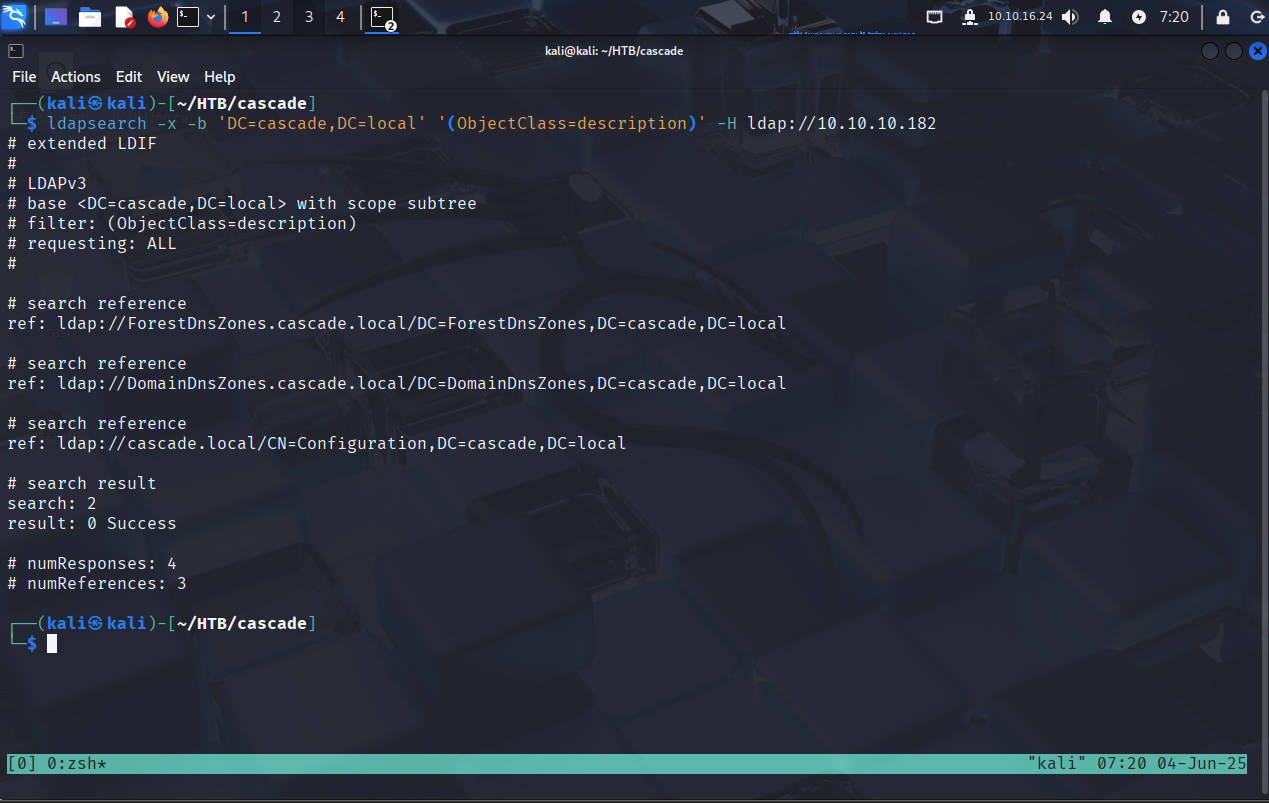 1 2 3 4 2 10.10.16.24 7:20
kali@kali: ~/HTB/cascade
File Actions Edit View Help
┌──(kali㉿kali)-[~/HTB/cascade]
└─$ ldapsearch -x -b 'DC=cascade,DC=local' '(ObjectClass=description)' -H ldap://10.10.10.182
# extended LDIF
#
# LDAPv3
# base <DC=cascade,DC=local> with scope subtree
# filter: (ObjectClass=description)
# requesting: ALL
#
# search reference
ref: ldap://ForestDnsZones.cascade.local/DC=ForestDnsZones,DC=cascade,DC=local
# search reference
ref: ldap://DomainDnsZones.cascade.local/DC=DomainDnsZones,DC=cascade,DC=local
# search reference
ref: ldap://cascade.local/CN=Configuration,DC=cascade,DC=local
# search result
search: 2
result: 0 Success
# numResponses: 4
# numReferences: 3
┌──(kali㉿kali)-[~/HTB/cascade]
└─$
[0] 0:zsh* "kali" 07:20 04-Jun-25